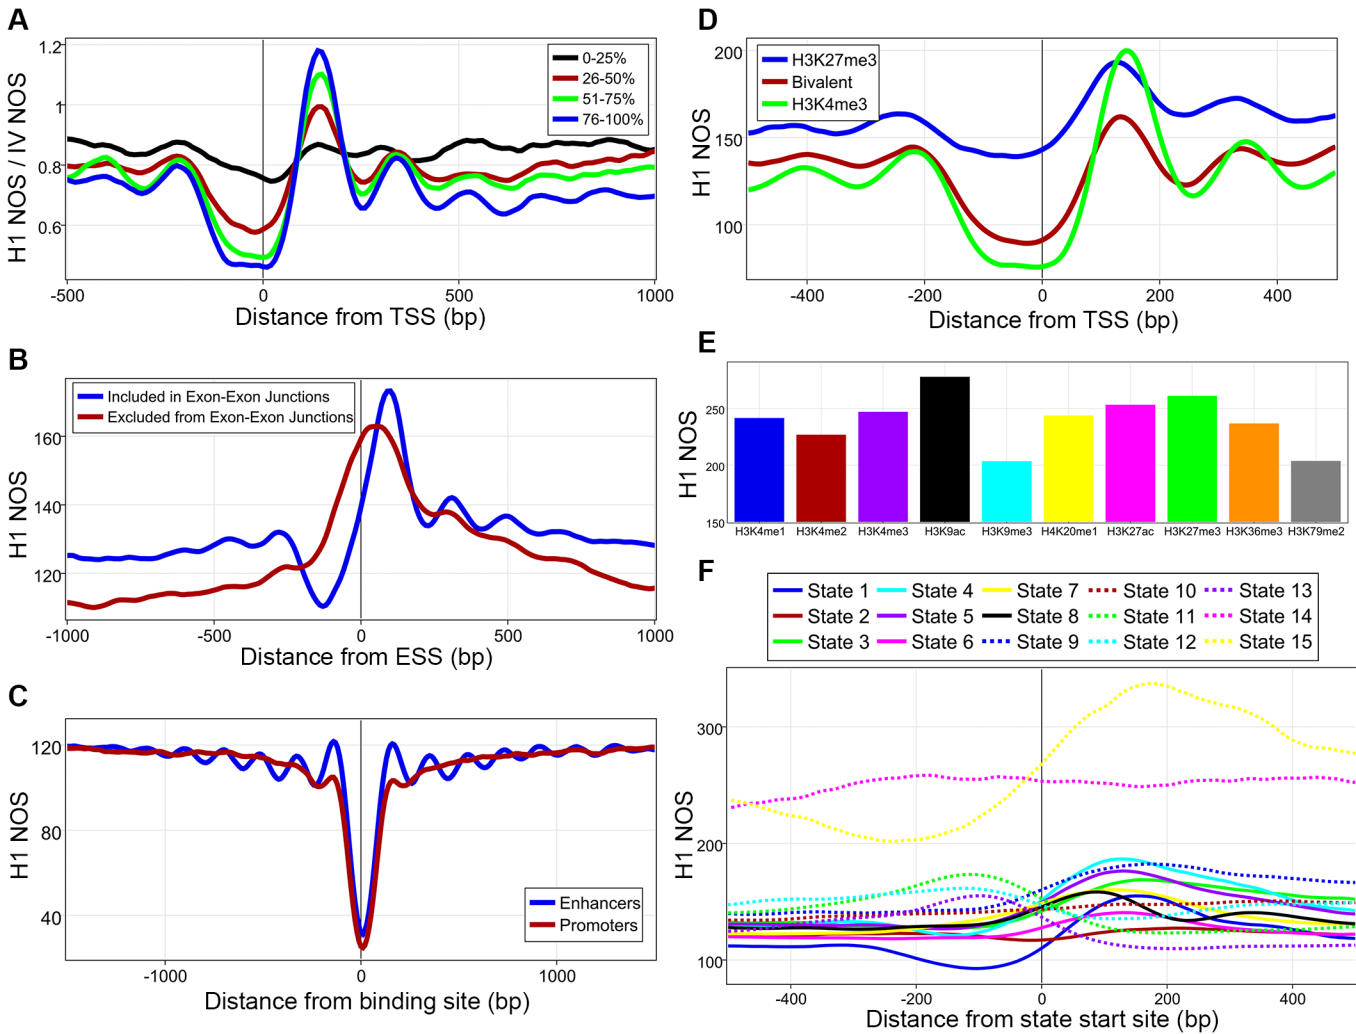 A
H1 NOS / IV NOS
1.2
1
0.8
0.6
0-25%
26-50%
51-75%
76-100%
-500 0 500 1000
Distance from TSS (bp)
B
H1 NOS
160
140
120
Included in Exon-Exon Junctions
Excluded from Exon-Exon Junctions
-1000 -500 0 500 1000
Distance from ESS (bp)
C
H1 NOS
120
80
40
Enhancers
Promoters
-1000 0 1000
Distance from binding site (bp)
D
H1 NOS
200
150
100
H3K27me3
Bivalent
H3K4me3
-400 -200 0 200 400
Distance from TSS (bp)
E
H1 NOS
250
200
150
H3K4me1 H3K4me2 H3K4me3 H3K9ac H3K9me3 H4K20me1 H3K27ac H3K27me3 H3K36me3 H3K79me2
F
State 1 State 4 State 7 State 10 State 13
State 2 State 5 State 8 State 11 State 14
State 3 State 6 State 9 State 12 State 15
H1 NOS
300
200
100
-400 -200 0 200 400
Distance from state start site (bp)